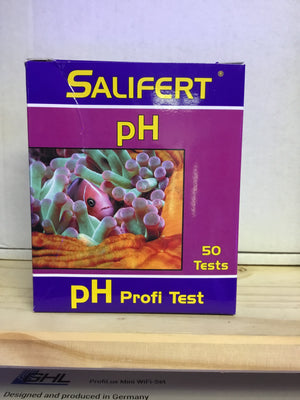 SALIFERT®
pH
50
Tests
pH Profi Test
GHL ProfiLux Mini WiFi-Set
Designed and produced in Germany